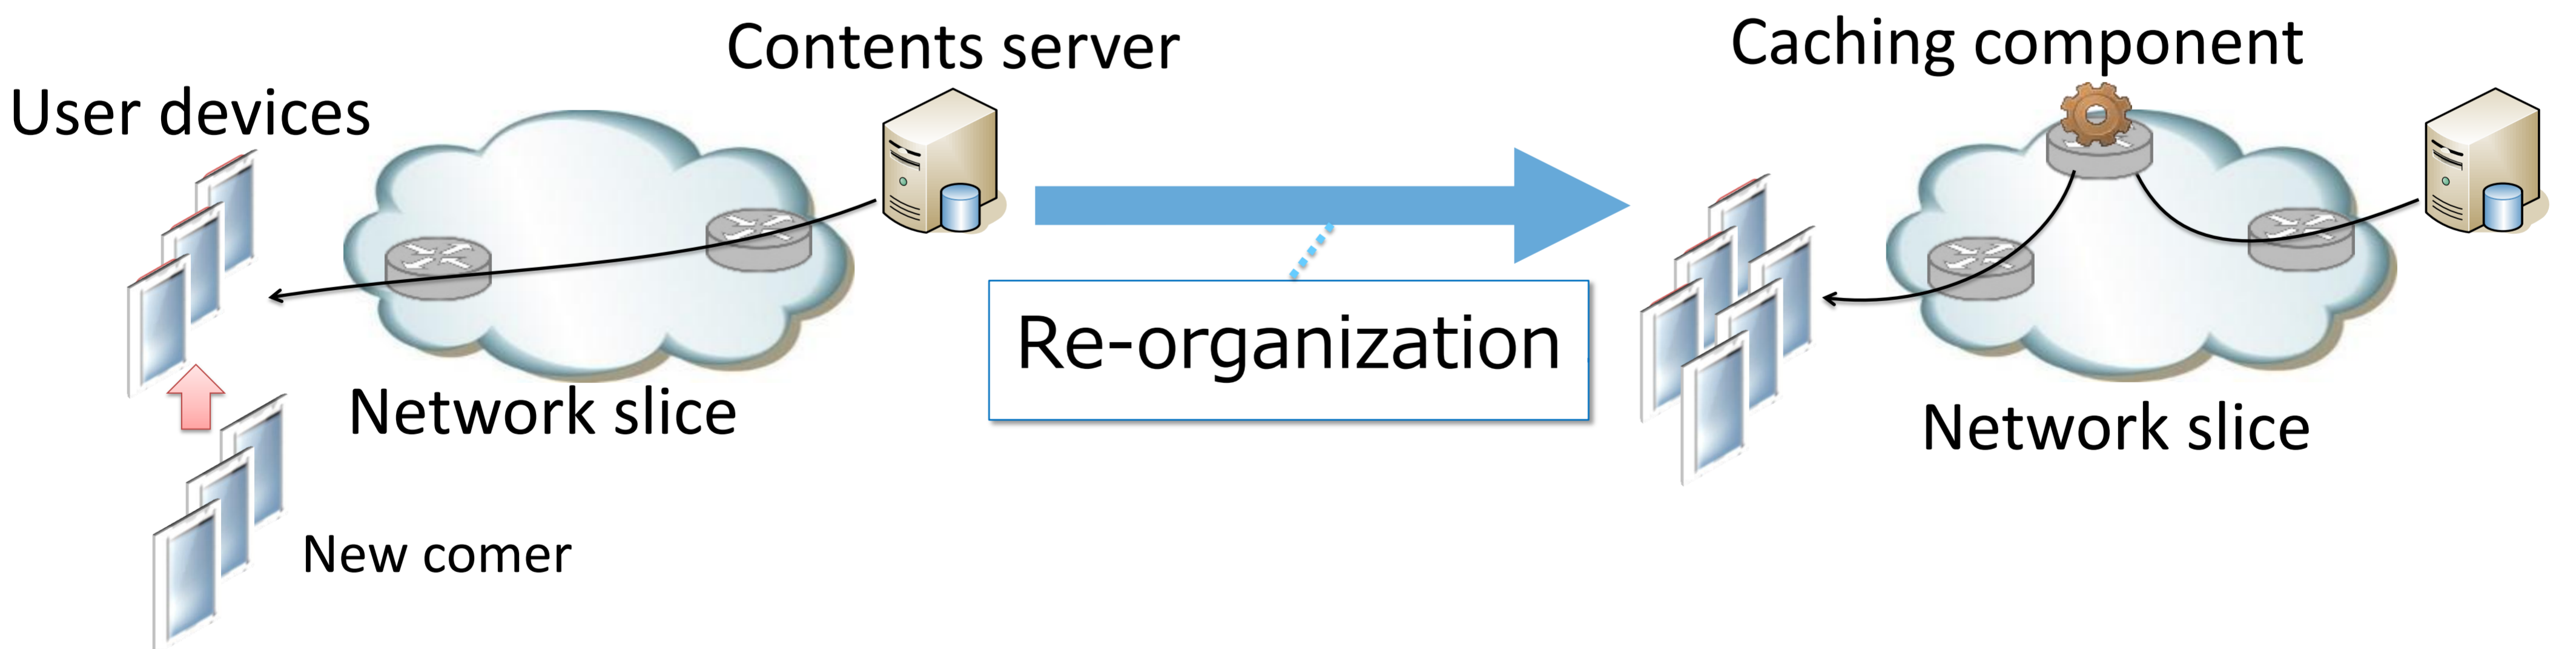 Contents server
Caching component
User devices
Re-organization
Network slice
Network slice
New comer